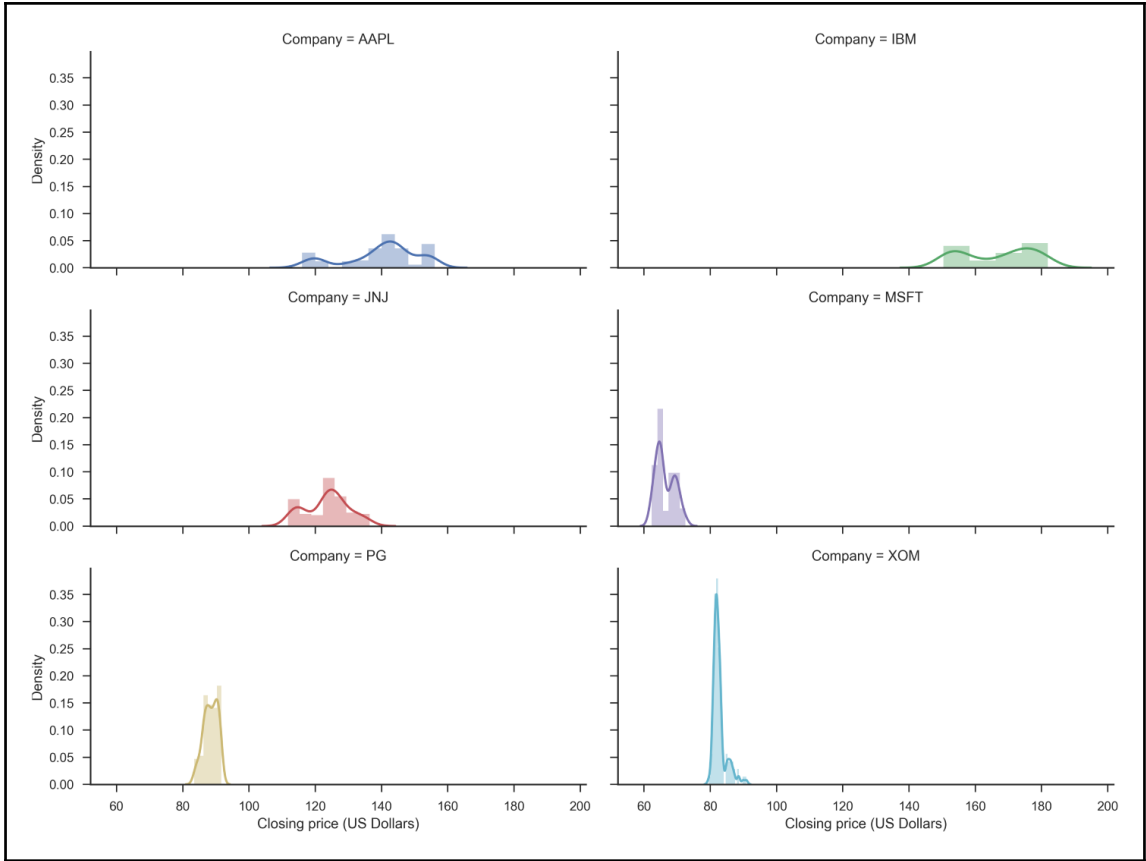 Company = AAPL
Company = IBM
0.35
0.30
0.25
0.20
0.15
0.10
0.05
0.00
Density
Company = JNJ
Company = MSFT
0.35
0.30
0.25
0.20
0.15
0.10
0.05
0.00
Density
Company = PG
Company = XOM
0.35
0.30
0.25
0.20
0.15
0.10
0.05
0.00
Density
60 80 100 120 140 160 180 200
60 80 100 120 140 160 180 200
Closing price (US Dollars)
Closing price (US Dollars)